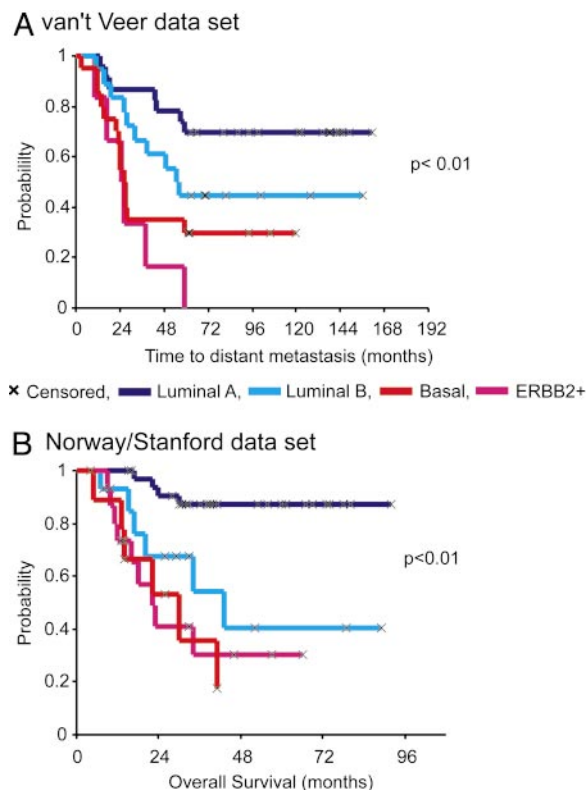 A van't Veer data set
1
0.8
0.6
0.4
0.2
0
Probability
p< 0.01
0 24 48 72 96 120 144 168 192
Time to distant metastasis (months)
× Censored, Luminal A, Luminal B, Basal, ERBB2+
B Norway/Stanford data set
1
0.8
0.6
0.4
0.2
0
Probability
p<0.01
0 24 48 72 96
Overall Survival (months)